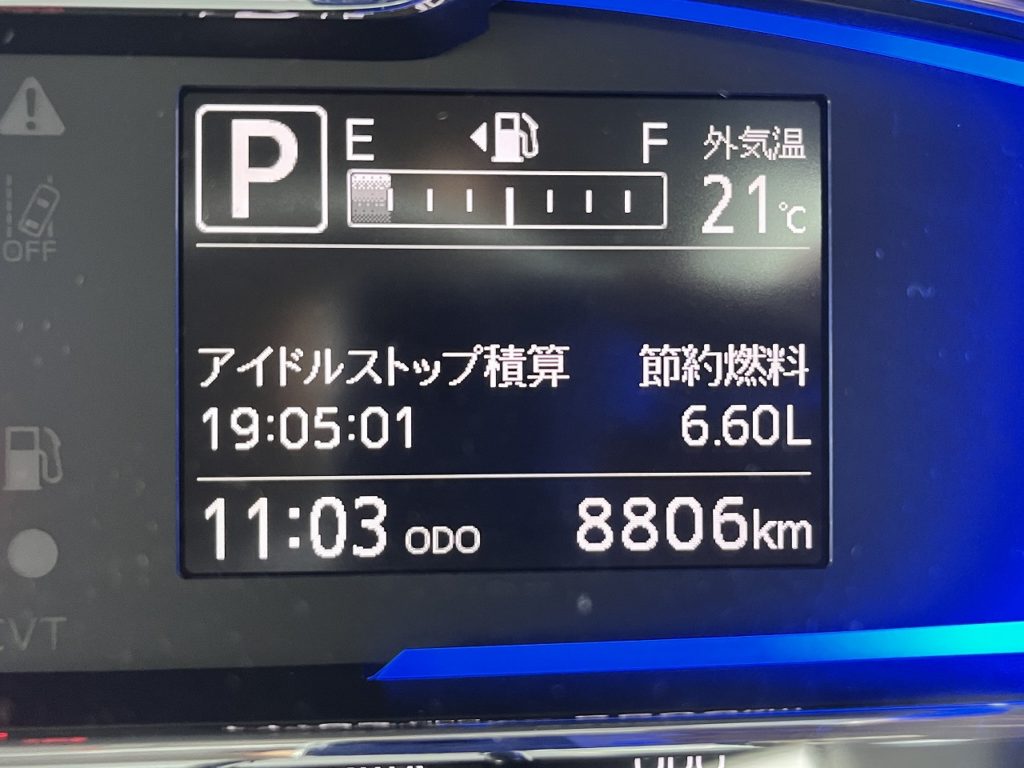 P
E F
外気温
21℃
OFF
アイドルストップ積算 節約燃料
19:05:01 6.60L
11:03 ODO 8806km
CVT